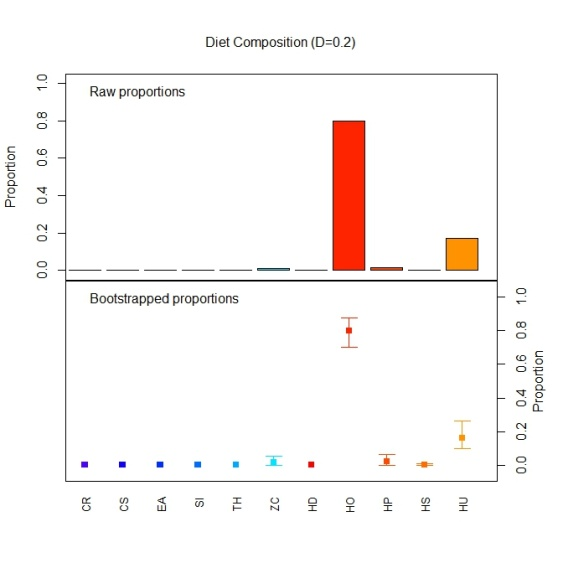 Diet Composition (D=0.2)
Raw proportions
Proportion
1.0
0.8
0.6
0.4
0.2
0.0
Bootstrapped proportions
Proportion
1.0
0.8
0.6
0.4
0.2
0.0
CR CS EA SI TH ZC HD HO HP HS HU